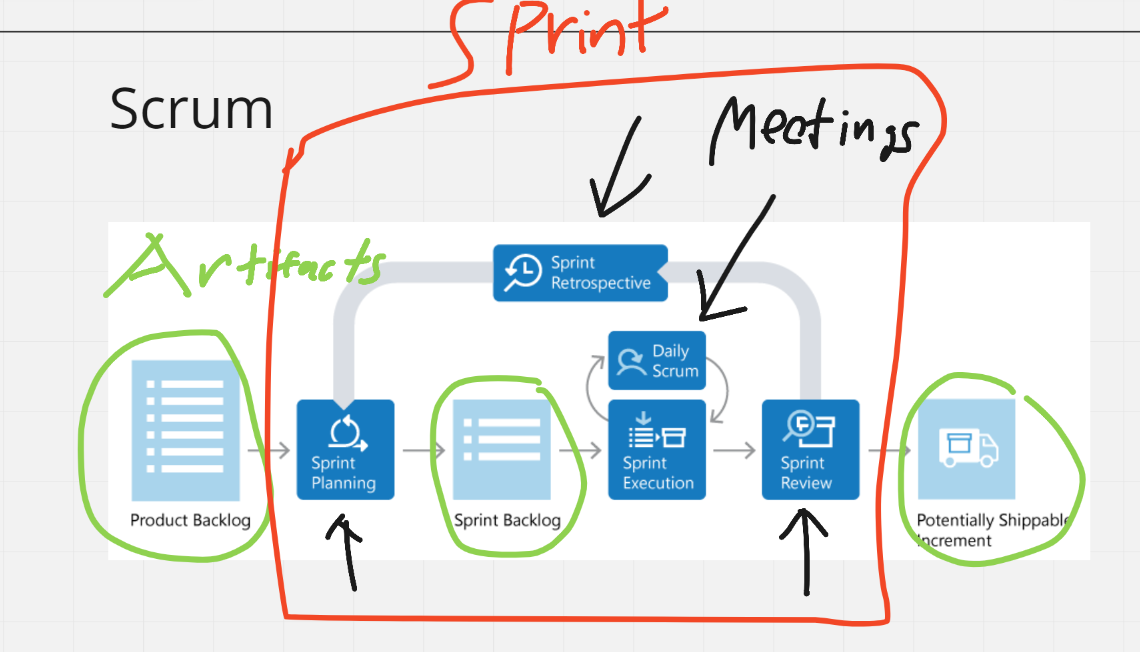 Sprint
Scrum
Meetings
Artifacts
Sprint
Retrospective
Daily
Scrum
Sprint
Planning
Sprint
Execution
Sprint
Review
Product Backlog
Sprint Backlog
Potentially Shippable
Increment